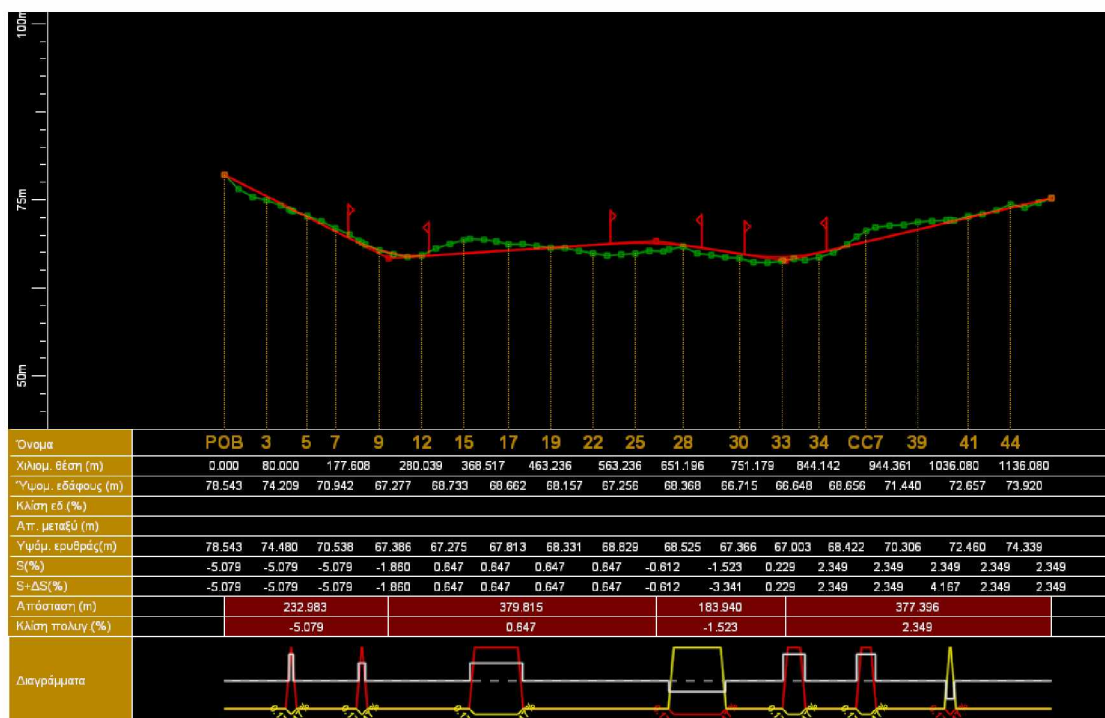 100m
75m
50m
Όνομα POB 3 5 7 9 12 15 17 19 22 25 28 30 33 34 CC7 39 41 44
Χιλιομ. θέση (m) 0.000 80.000 177.608 280.039 368.517 463.236 563.236 651.196 751.179 844.142 944.361 1036.080 1136.080
Ύψομ. εδάφους (m) 78.543 74.209 70.942 67.277 68.733 68.662 68.157 67.256 68.368 66.715 66.648 68.656 71.440 72.657 73.920
Κλίση εδ.(%)
Απ. μεταξύ (m)
Υψόμ. ερυθράς(m) 78.543 74.480 70.538 67.386 67.275 67.813 68.331 68.829 68.525 67.366 67.003 68.422 70.306 72.460 74.339
S(%) -5.079 -5.079 -5.079 -1.860 0.647 0.647 0.647 0.647 -0.612 -1.523 0.229 2.349 2.349 2.349 2.349 2.349
S+ΔS(%) -5.079 -5.079 -5.079 -1.860 0.647 0.647 0.647 0.647 -0.612 -3.341 0.229 2.349 2.349 4.167 2.349 2.349
Απόσταση (m) 232.983 379.815 183.940 377.396
Κλίση πολυγ.(%) -5.079 0.647 -1.523 2.349
Διαγράμματα